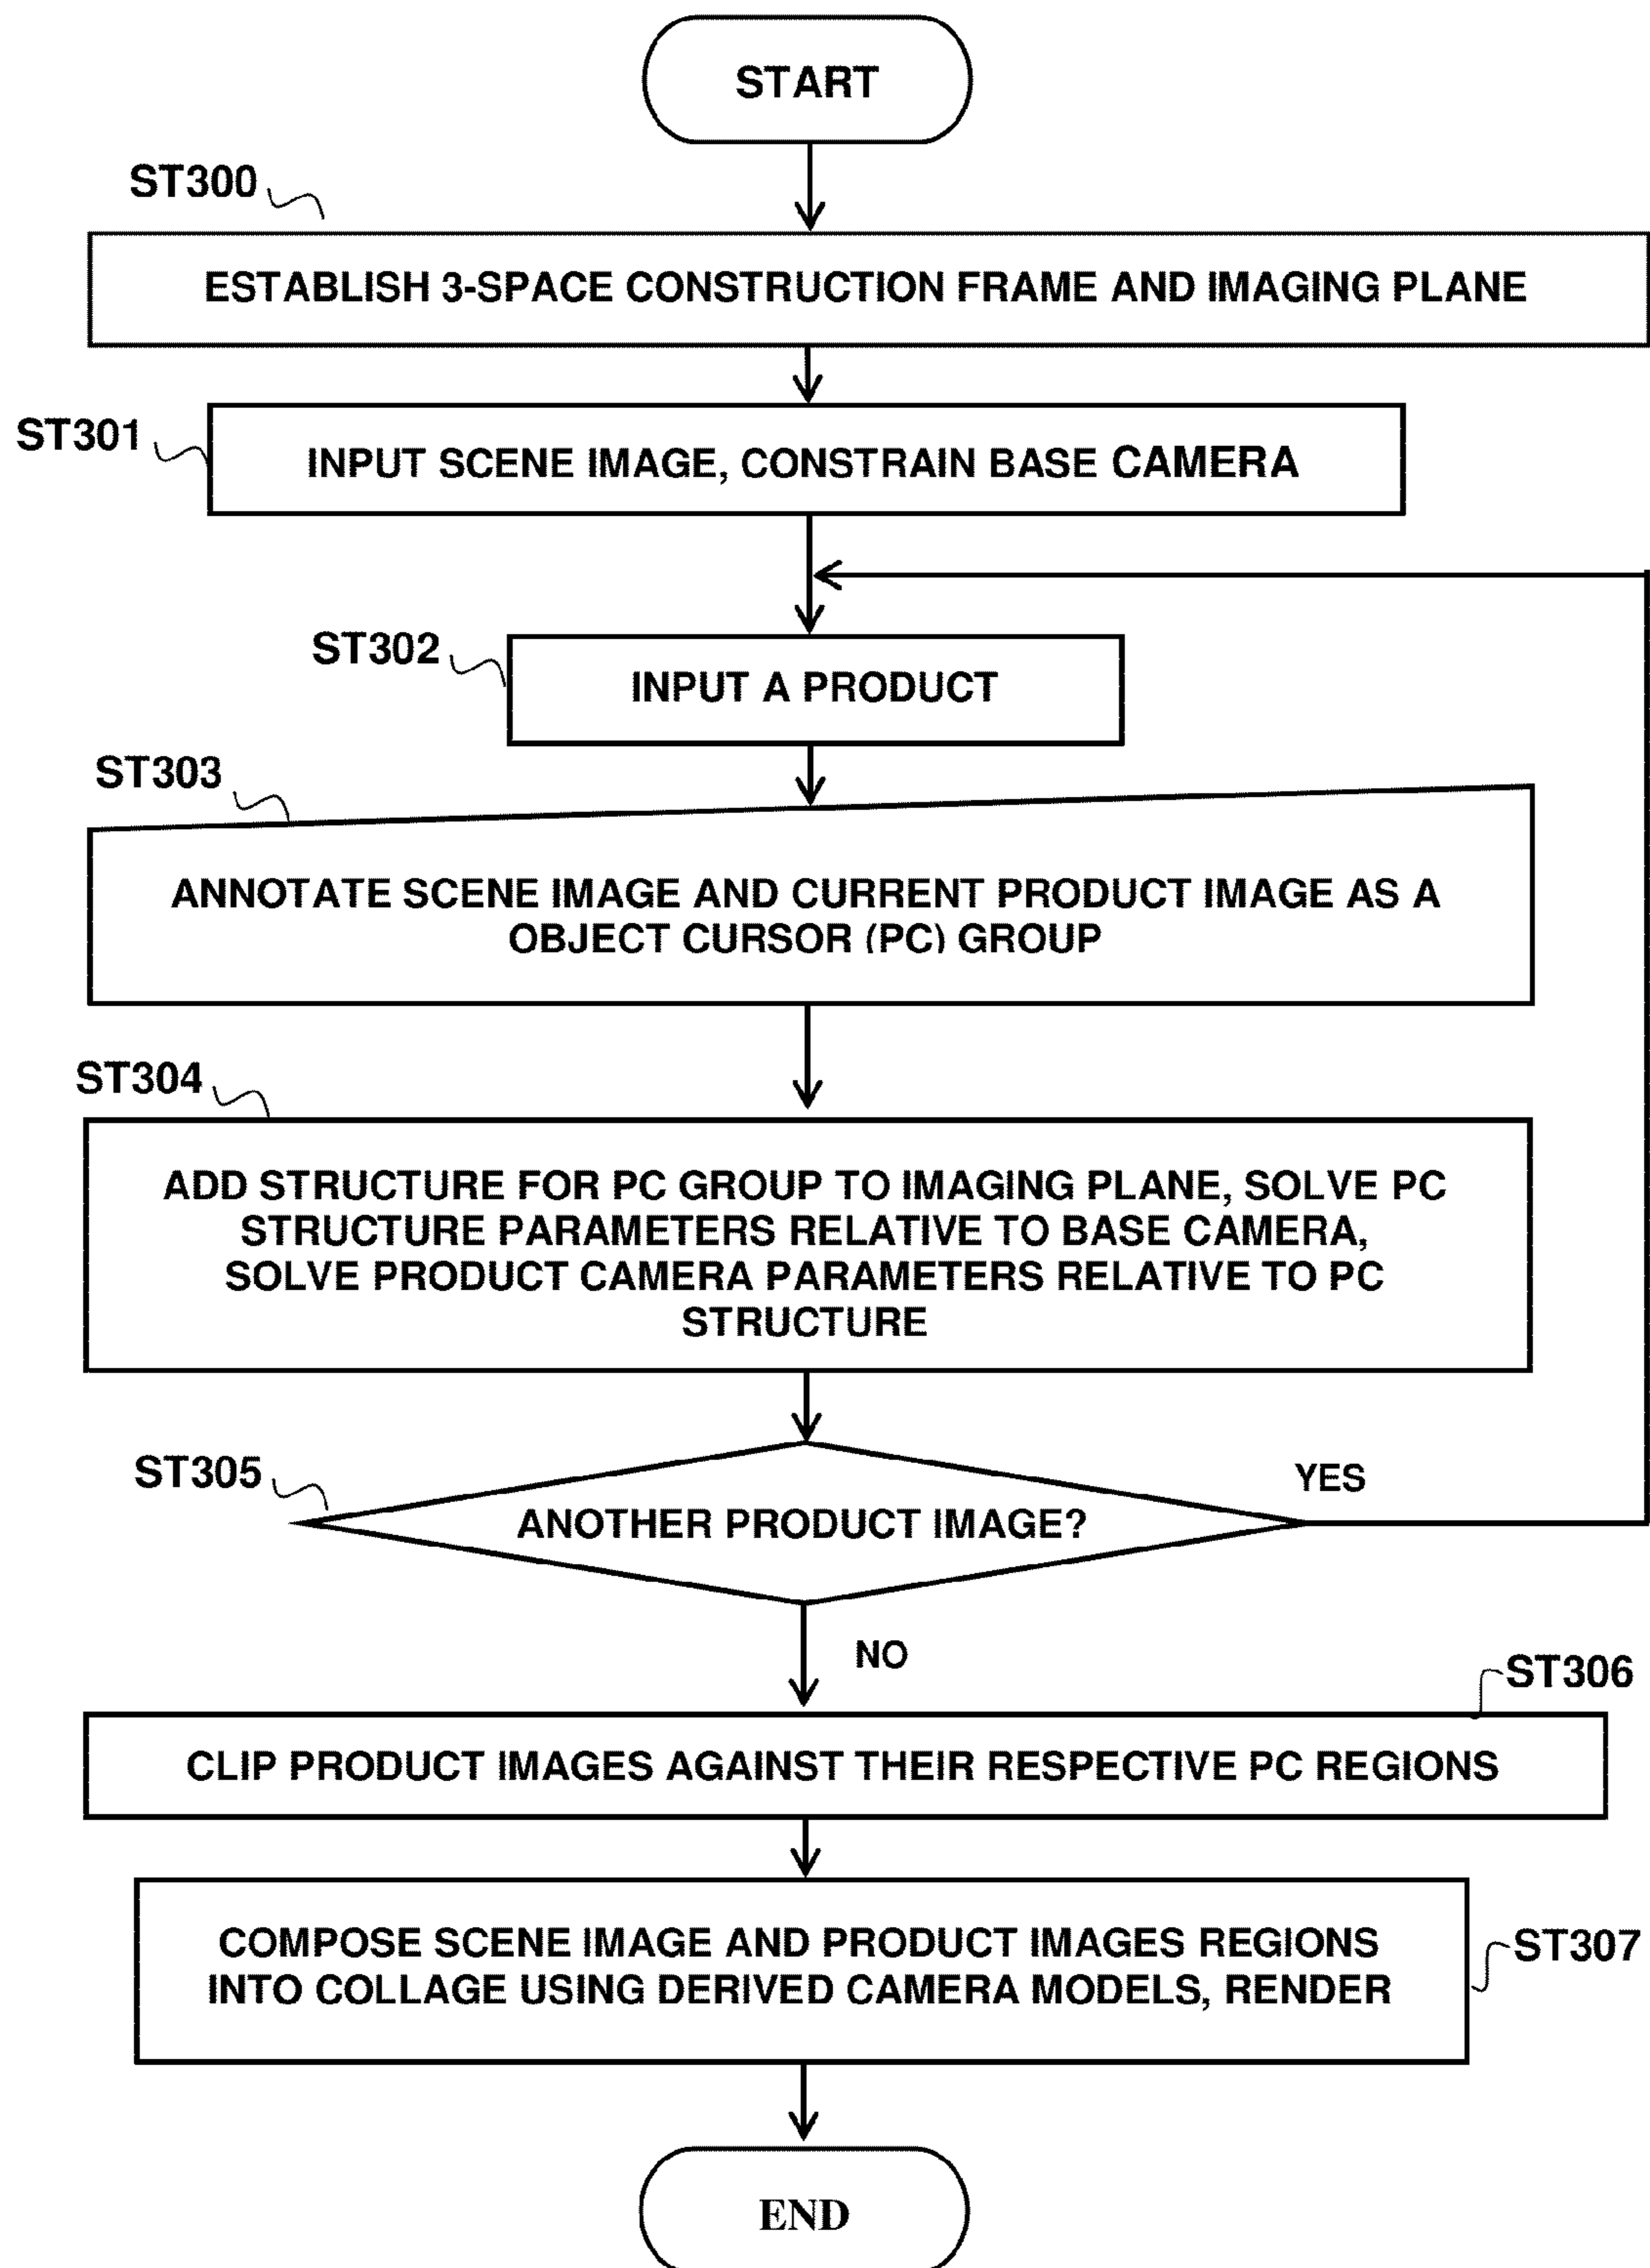 START
ST300
ESTABLISH 3-SPACE CONSTRUCTION FRAME AND IMAGING PLANE
ST301
INPUT SCENE IMAGE, CONSTRAIN BASE CAMERA
ST302
INPUT A PRODUCT
ST303
ANNOTATE SCENE IMAGE AND CURRENT PRODUCT IMAGE AS A
OBJECT CURSOR (PC) GROUP
ST304
ADD STRUCTURE FOR PC GROUP TO IMAGING PLANE, SOLVE PC
STRUCTURE PARAMETERS RELATIVE TO BASE CAMERA,
SOLVE PRODUCT CAMERA PARAMETERS RELATIVE TO PC
STRUCTURE
ST305
YES
ANOTHER PRODUCT IMAGE?
NO
ST306
CLIP PRODUCT IMAGES AGAINST THEIR RESPECTIVE PC REGIONS
COMPOSE SCENE IMAGE AND PRODUCT IMAGES REGIONS
ST307
INTO COLLAGE USING DERIVED CAMERA MODELS, RENDER
END